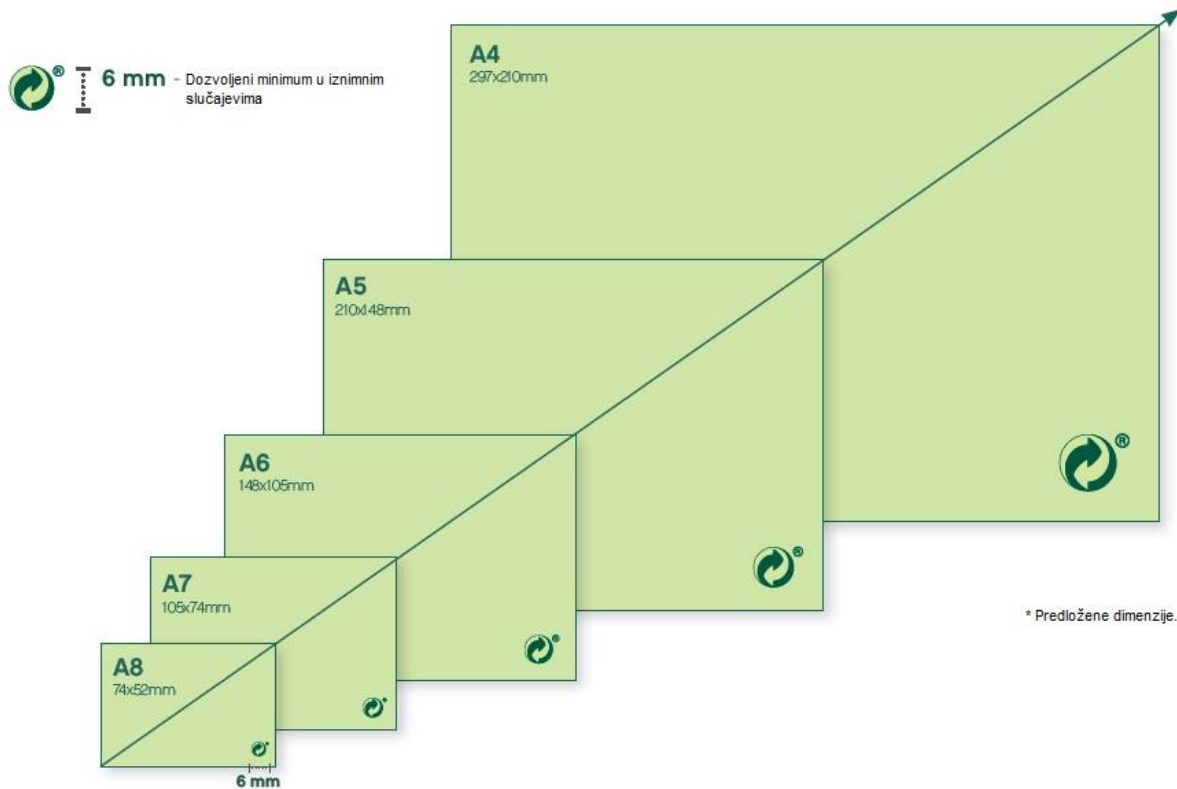 ® 6 mm - Dozvoljeni minimum u iznimnim
slučajevima
A4
297x210mm
A5
210x148mm
®
A6
148x105mm
®
A7
105x74mm
* Predložene dimenzije.
®
A8
74x52mm
6 mm